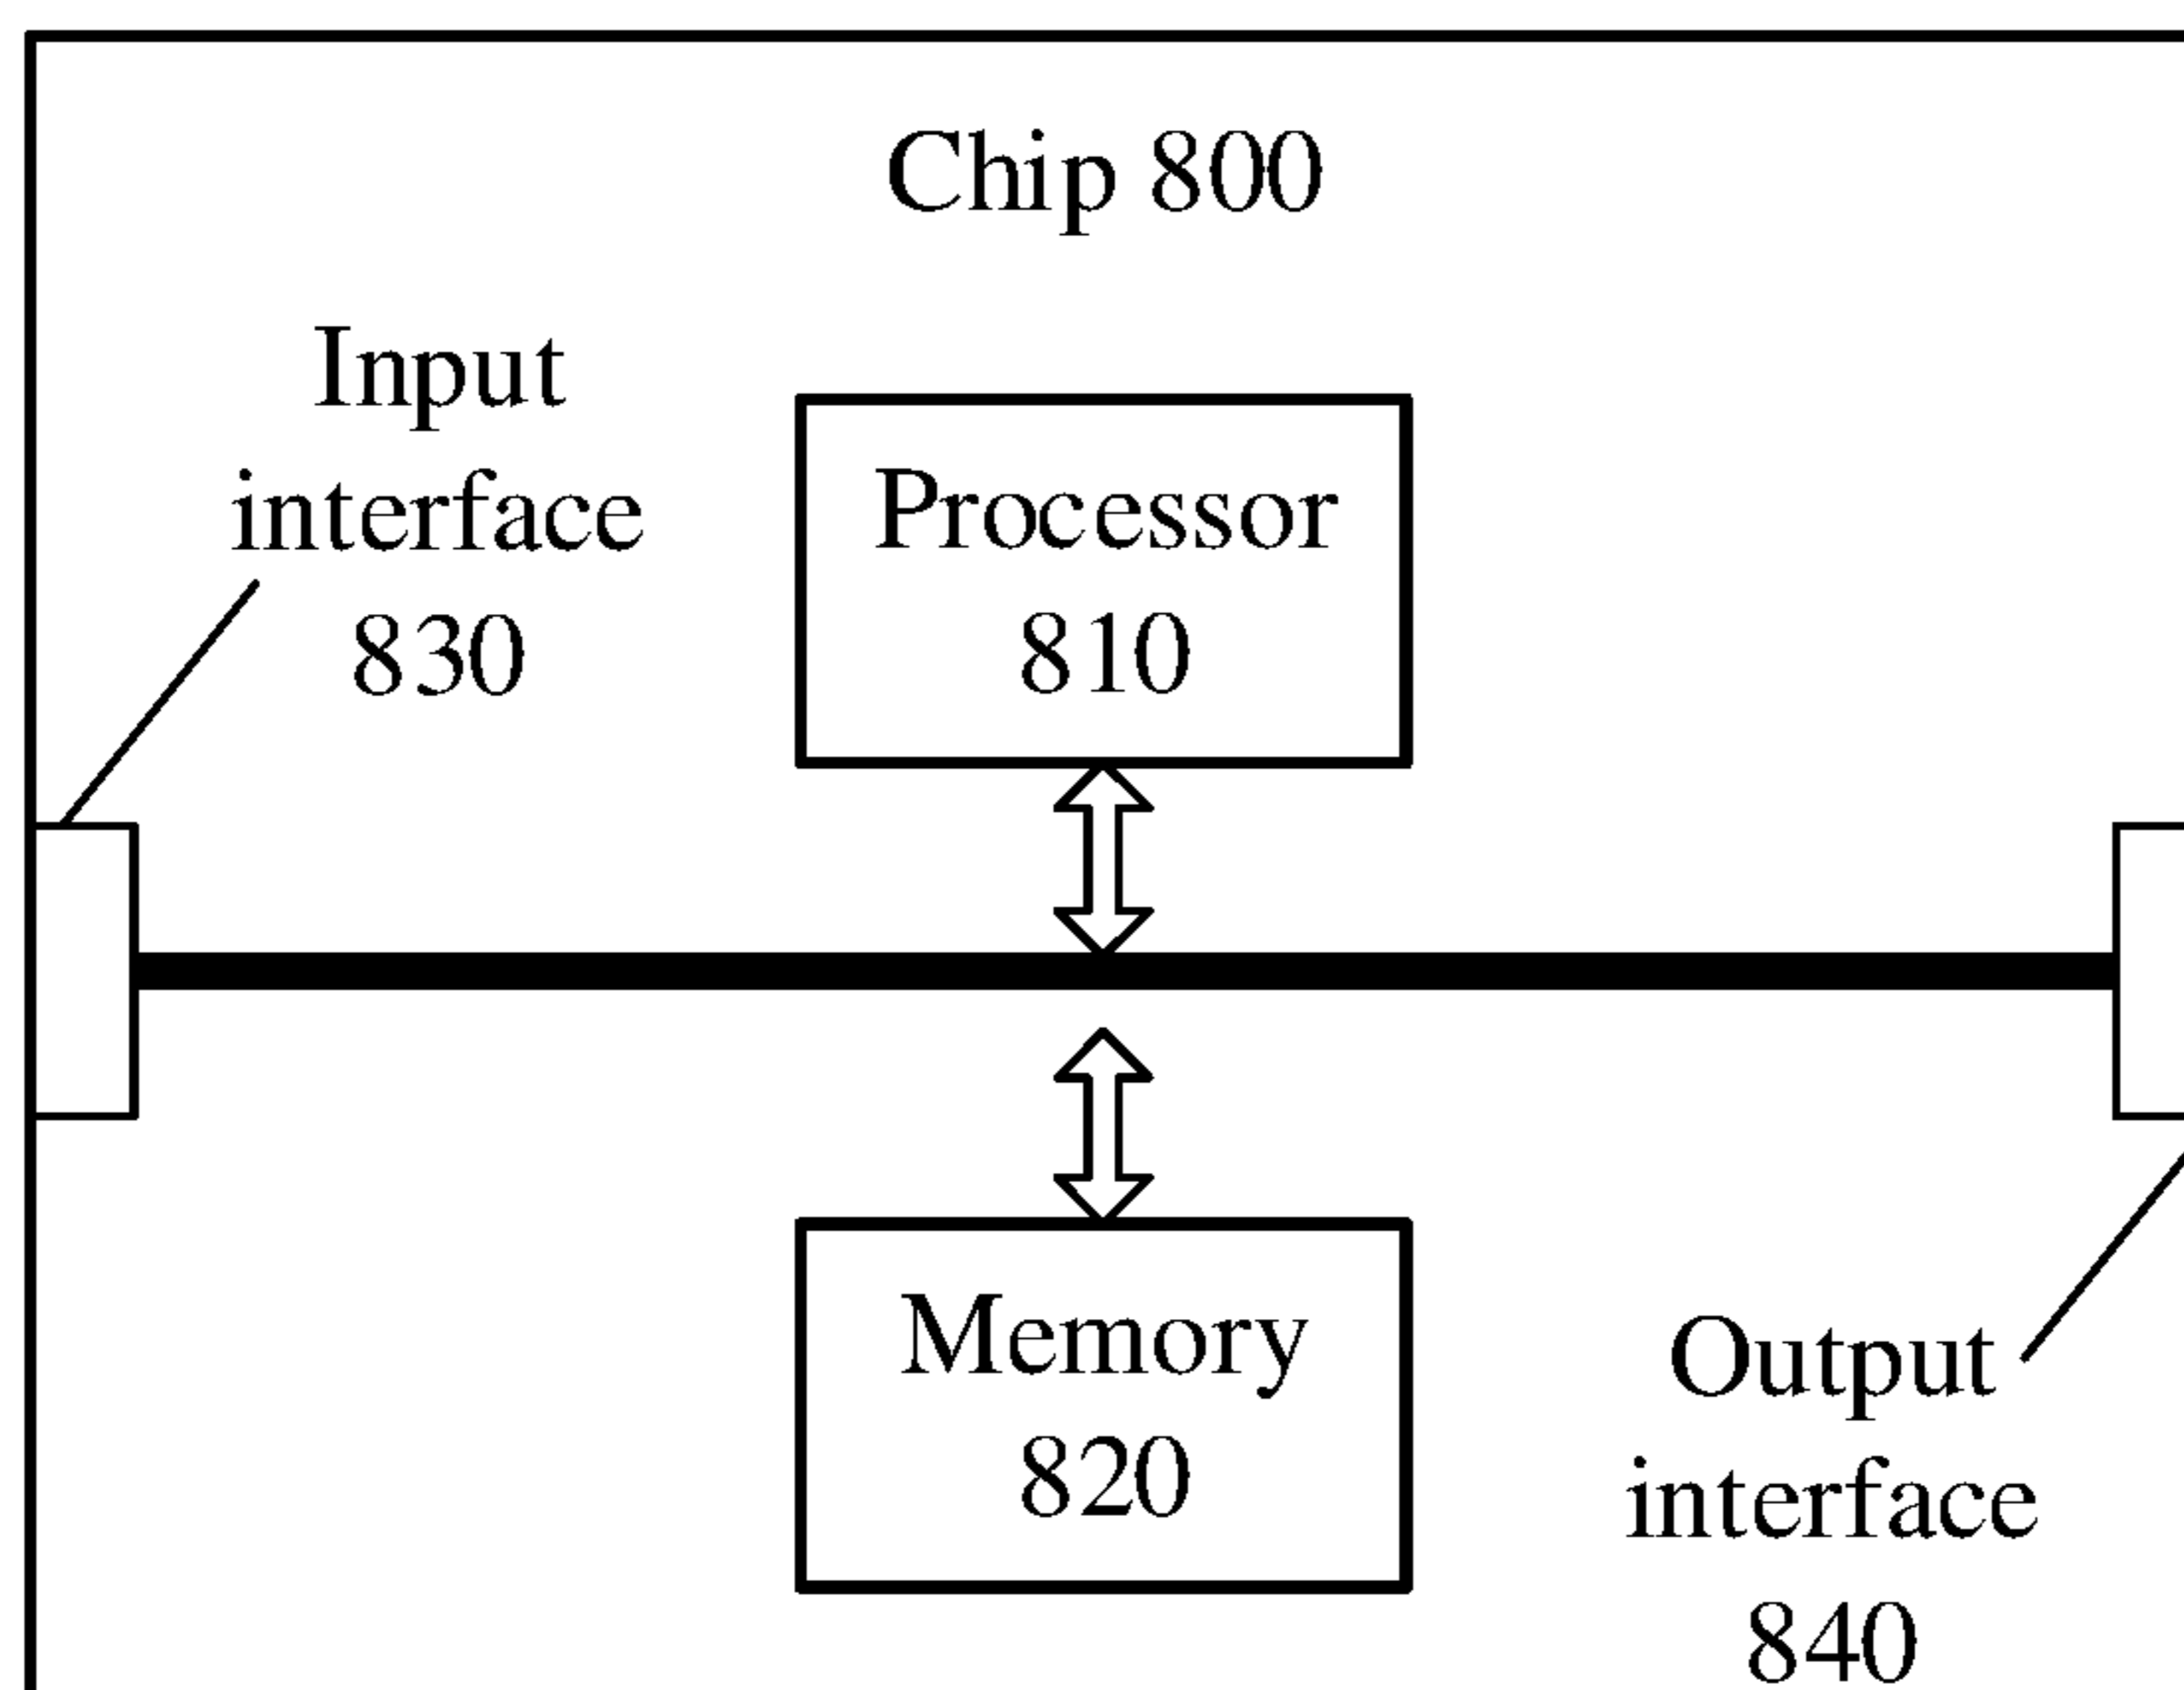 Chip 800
Input
interface
830
Processor
810
Memory
820
Output
interface
840